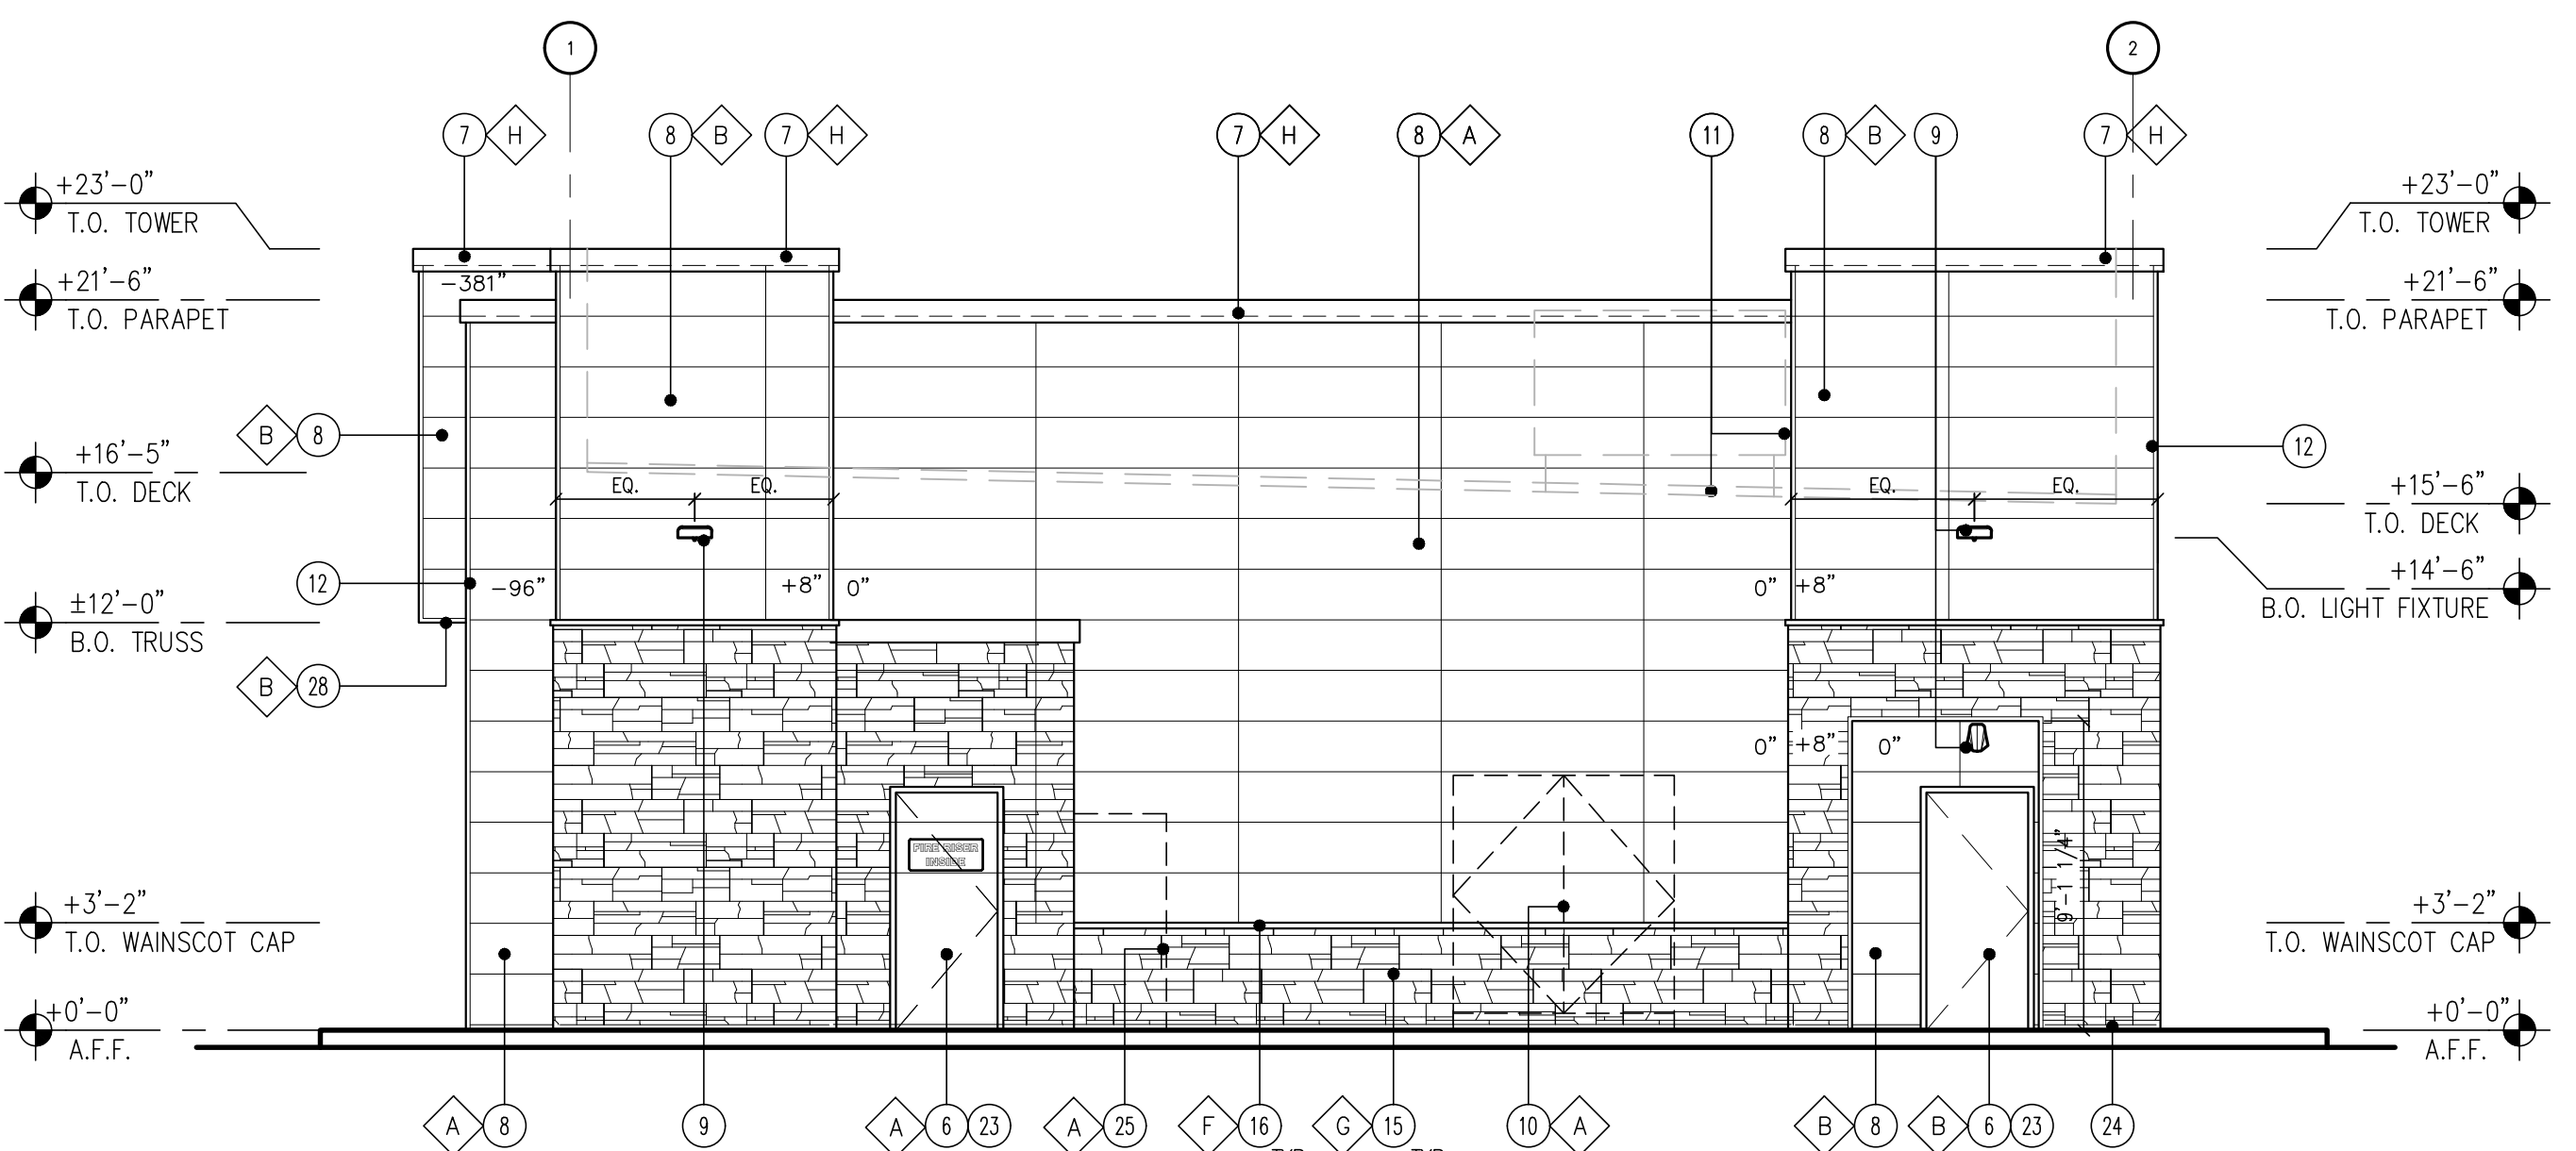 1
2
7 H
8 B
7 H
7 H
8 A
11
8 B
9
7 H
+23'-0"
T.O. TOWER
+23'-0"
T.O. TOWER
-381"
+21'-6"
T.O. PARAPET
+21'-6"
T.O. PARAPET
B 8
12
+16'-5"
T.O. DECK
EQ.
EQ.
EQ.
EQ.
+15'-6"
T.O. DECK
12
-96"
+8"
0"
0"
+8"
+14'-6"
B.O. LIGHT FIXTURE
±12'-0"
B.O. TRUSS
B 28
0"
+8"
0"
FIRE RISER
INSIDE
9'-1 1/4"
+3'-2"
T.O. WAINSCOT CAP
+3'-2"
T.O. WAINSCOT CAP
+0'-0"
A.F.F.
+0'-0"
A.F.F.
A 8
9
A 6 23
A 25
F 16
G 15
10 A
B 8
B 6 23
24